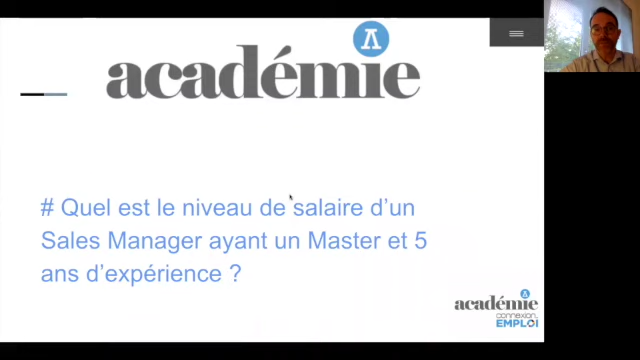 académie
# Quel est le niveau de salaire d’un
Sales Manager ayant un Master et 5
ans d’expérience ?
académie
connexion
EMPLOI